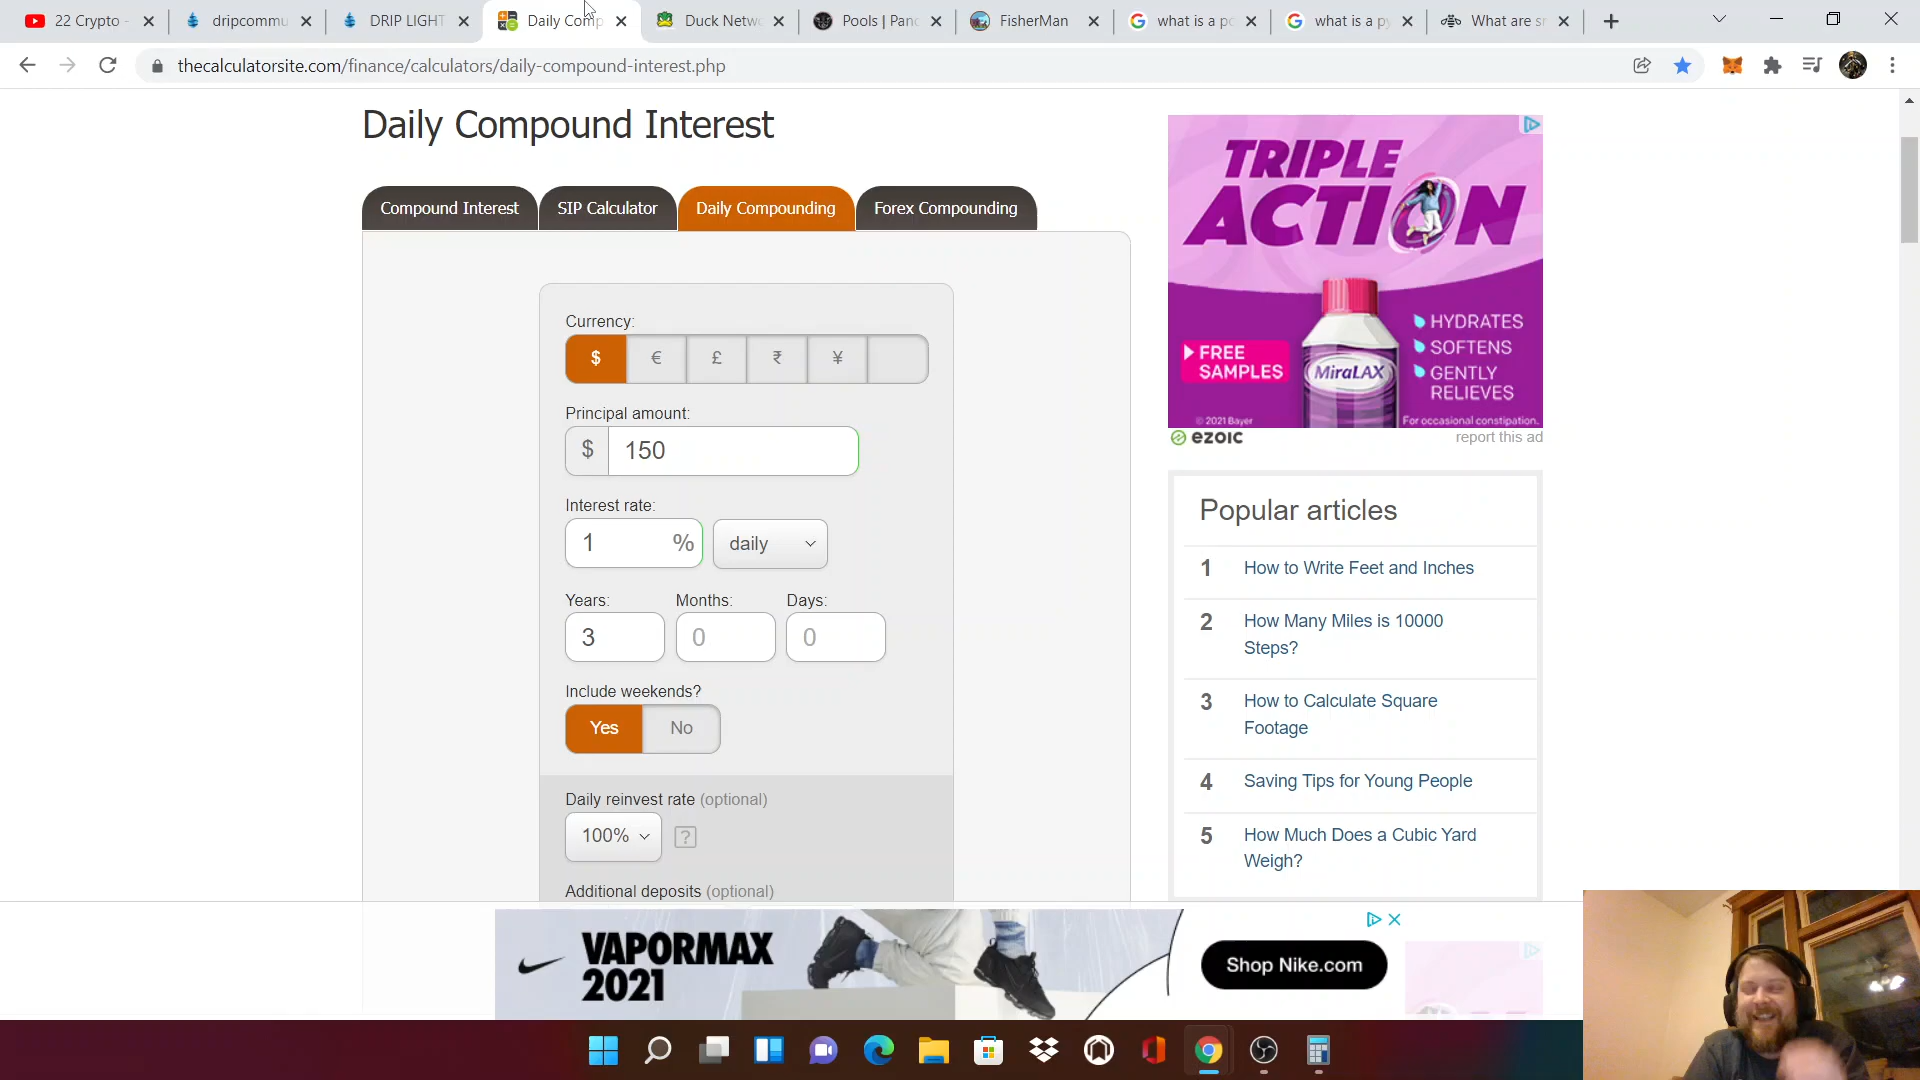 22 Crypto -
dripcommu
DRIP LIGHT
Daily Comp
Duck Netw
Pools | Panc
FisherMan
what is a po
what is a py
What are sm
thecalculatorsite.com/finance/calculators/daily-compound-interest.php
Daily Compound Interest
Compound Interest
SIP Calculator
Daily Compounding
Forex Compounding
Currency:
$ € £ ₹ ¥
Principal amount:
$ 150
Interest rate:
1 % daily
Years: Months: Days:
3 0 0
Include weekends?
Yes No
Daily reinvest rate (optional)
100% ?
Additional deposits (optional)
TRIPLE
ACTION
HYDRATES
SOFTENS
GENTLY
RELIEVES
FREE
SAMPLES
MiraLAX
© 2021 Bayer
For occasional constipation.
ezoic
report this ad
Popular articles
1 How to Write Feet and Inches
2 How Many Miles is 10000
Steps?
3 How to Calculate Square
Footage
4 Saving Tips for Young People
5 How Much Does a Cubic Yard
Weigh?
VAPORMAX
2021
Shop Nike.com